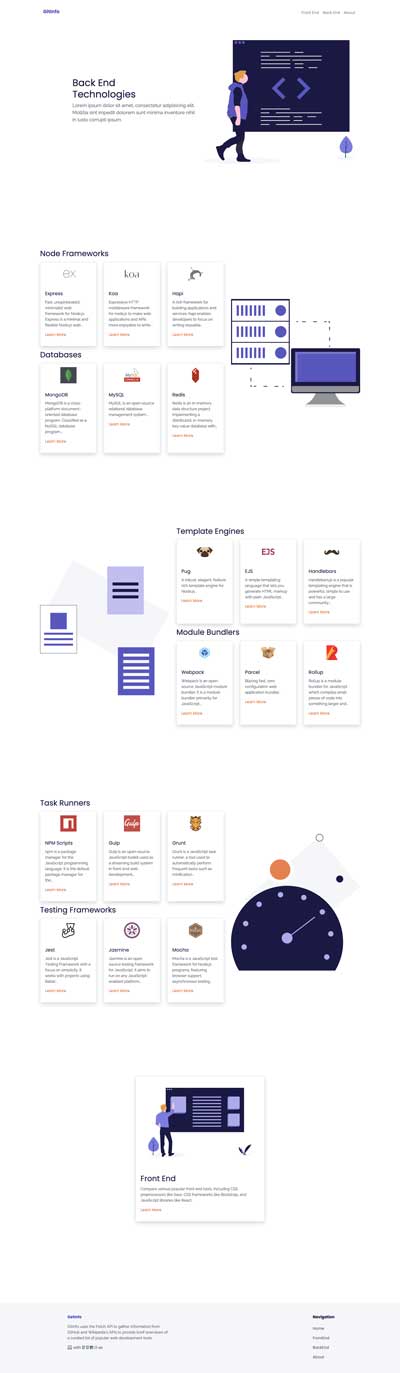 GitInfo
Front End Back End About
Back End
Technologies
Lorem ipsum dolor sit amet, consectetur adipisicing elit.
Mollitia sint impedit dolorem sunt minima inventore nihil
in iusto corrupti ipsum.
Node Frameworks
ex
koa
Express
Fast, unopinionated,
minimalist web
framework for Node.js.
Express is a minimal and
flexible Node.js web...
Learn More
Koa
Expressive HTTP
middleware framework
for node.js to make web
applications and APIs
more enjoyable to write.
Learn More
Hapi
A rich framework for
building applications and
services hapi enables
developers to focus on
writing reusable...
Learn More
Databases
MySQL
MongoDB
MongoDB is a cross-
platform document-
oriented database
program. Classified as a
NoSQL database
program...
Learn More
MySQL
MySQL is an open-source
relational database
management system...
Learn More
Redis
Redis is an in-memory
data structure project
implementing a
distributed, in-memory
key-value database with...
Learn More
Template Engines
EJS
Pug
A robust, elegant, feature
rich template engine for
Node.js
Learn More
EJS
A simple templating
language that lets you
generate HTML markup
with plain JavaScript.
Learn More
Handlebars
Handlebars.js is a popular
templating engine that is
powerful, simple to use
and has a large
community...
Learn More
Module Bundlers
Webpack
Webpack is an open-
source JavaScript module
bundler. It is a module
bundler primarily for
JavaScript...
Learn More
Parcel
Blazing fast, zero
configuration web
application bundler.
Learn More
Rollup
Rollup is a module
bundler for JavaScript
which compiles small
pieces of code into
something larger and...
Learn More
Task Runners
Gulp
NPM Scripts
npm is a package
manager for the
JavaScript programming
language. It is the default
package manager for
the...
Learn More
Gulp
Gulp is an open-source
JavaScript toolkit used as
a streaming build system
in front-end web
development...
Learn More
Grunt
Grunt is a JavaScript task
runner, a tool used to
automatically perform
frequent tasks such as
minification...
Learn More
Testing Frameworks
Jest
Jest is a JavaScript
Testing Framework with a
focus on simplicity. It
works with projects using:
Babel...
Learn More
Jasmine
Jasmine is an open
source testing framework
for JavaScript. It aims to
run on any JavaScript-
enabled platform...
Learn More
Mocha
Mocha is a JavaScript test
framework for Node.js
programs, featuring
browser support,
asynchronous testing...
Learn More
Front End
Compare various popular front end tools, including CSS
preprocessors like Sass, CSS frameworks like Bootstrap, and
JavaScript libraries like React
Learn More
GitInfo
GitInfo uses the Fetch API to gather information from
GitHub and Wikipedia's APIs to provide brief overviews of
a curated list of popular web development tools
Navigation
Home
FrontEnd
BackEnd
About